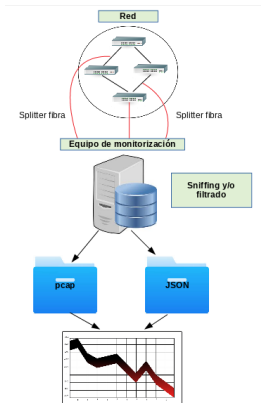 Red
Splitter fibra
Splitter fibra
Equipo de monitorización
Sniffing y/o
filtrado
pcap
JSON